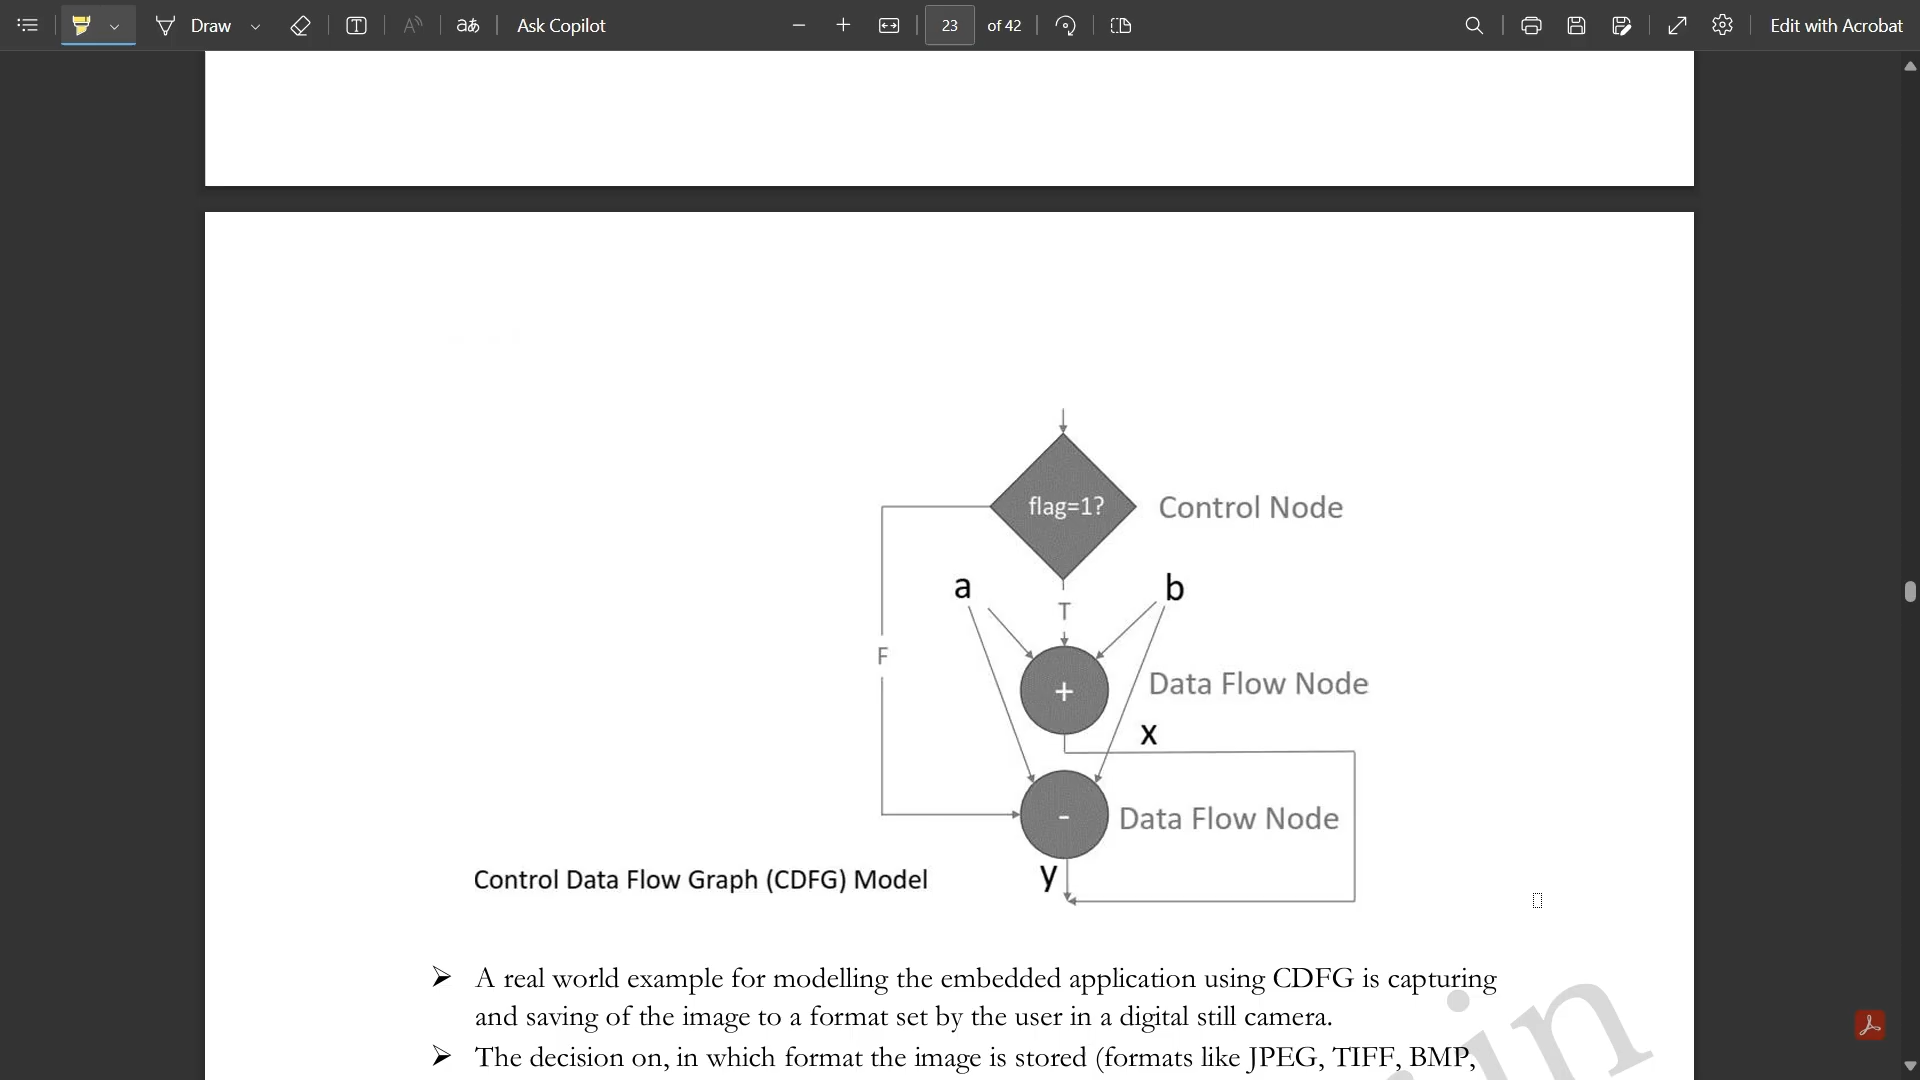 Draw
aあ
Ask Copilot
23 of 42
Edit with Acrobat
flag=1?
Control Node
a
b
T
F
+
Data Flow Node
x
-
Data Flow Node
y
Control Data Flow Graph (CDFG) Model
➢ A real world example for modelling the embedded application using CDFG is capturing
and saving of the image to a format set by the user in a digital still camera.
➢ The decision on, in which format the image is stored (formats like JPEG, TIFF, BMP,
in